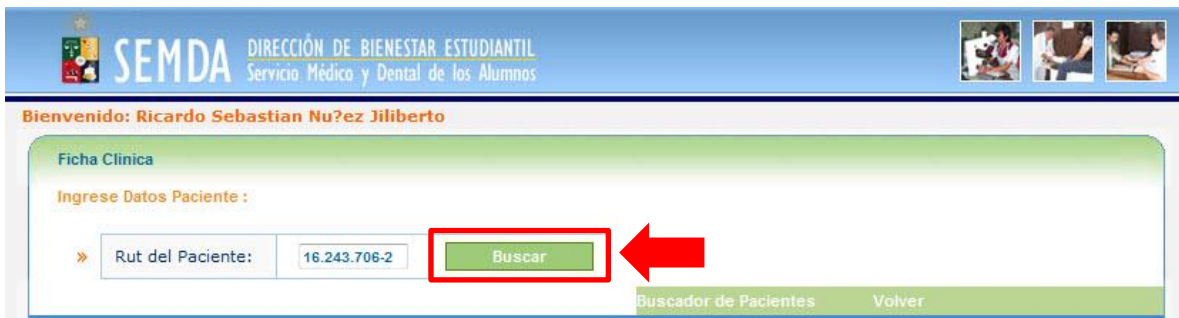 SEMDA DIRECCIÓN DE BIENESTAR ESTUDIANTIL
Servicio Médico y Dental de los Alumnos
Bienvenido: Ricardo Sebastian Nu?ez Jiliberto
Ficha Clinica
Ingrese Datos Paciente :
» Rut del Paciente: 16.243.706-2 Buscar
Buscador de Pacientes Volver